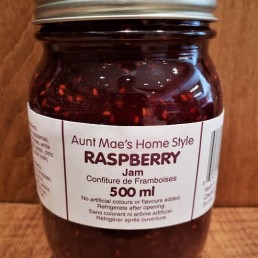 Aunt Mae's Home Style
RASPBERRY
Jam
Confiture de Framboises
500 ml
No artificial colours or flavours added.
Refrigerate after opening.
Sans colorant ni arôme artificiel.
Réfrigérer après ouverture.